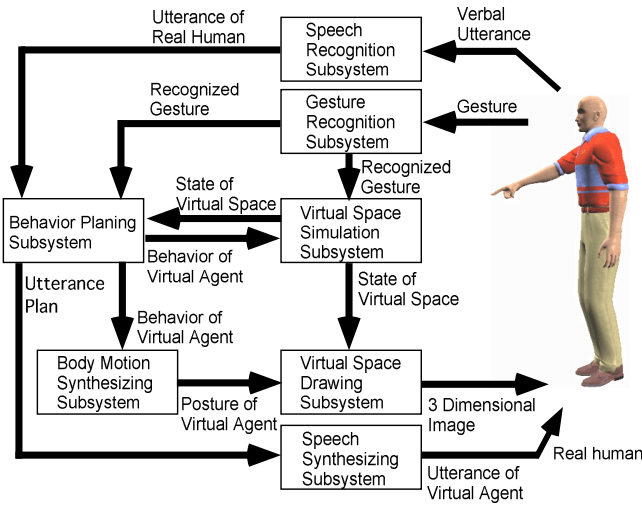 Utterance of
Real Human
Speech
Recognition
Subsystem
Verbal
Utterance
Recognized
Gesture
Gesture
Recognition
Subsystem
Gesture
Recognized
Gesture
State of
Virtual Space
Behavior Planing
Subsystem
Virtual Space
Simulation
Subsystem
Behavior of
Virtual Agent
Utterance
Plan
State of
Virtual Space
Behavior of
Virtual Agent
Body Motion
Synthesizing
Subsystem
Posture of
Virtual Agent
Virtual Space
Drawing
Subsystem
3 Dimensional
Image
Speech
Synthesizing
Subsystem
Utterance of
Virtual Agent
Real human